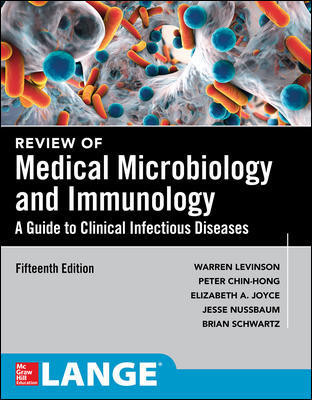 REVIEW OF
Medical Microbiology
and Immunology
A Guide to Clinical Infectious Diseases
Fifteenth Edition
WARREN LEVINSON
PETER CHIN-HONG
ELIZABETH A. JOYCE
JESSE NUSSBAUM
BRIAN SCHWARTZ
Mc
Graw
Hill
Education
LANGE®